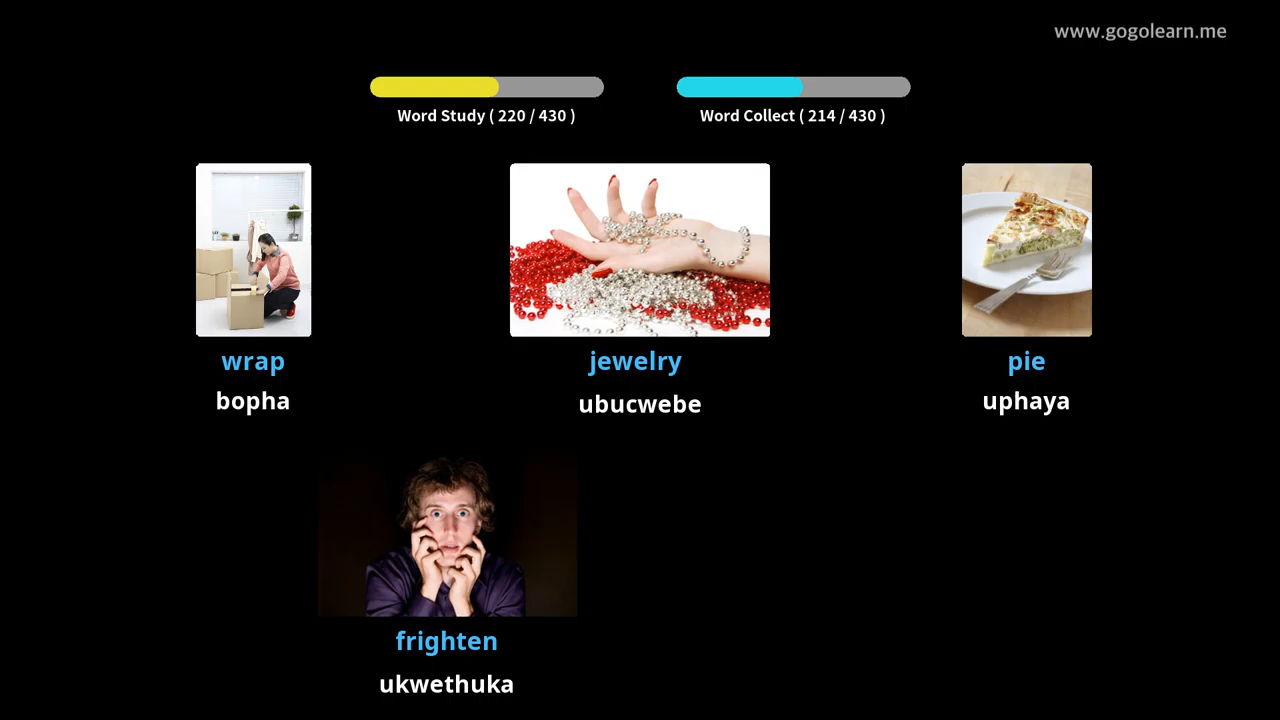 www.gogolearn.me
Word Study ( 220 / 430 )
Word Collect ( 214 / 430 )
wrap
bopha
jewelry
ubucwebe
pie
uphaya
frighten
ukwethuka